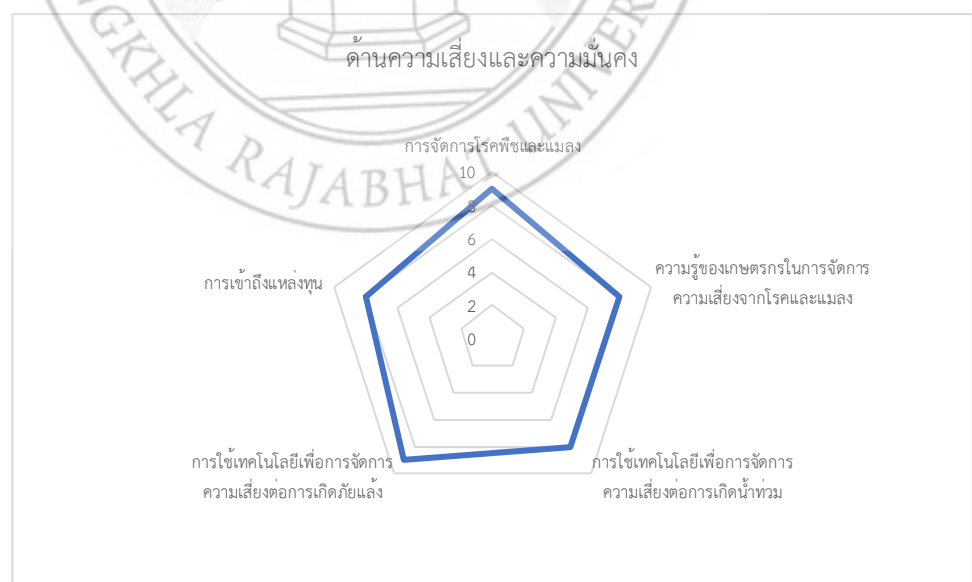 ด้านความเสี่ยงและความมั่นคง
การจัดการโรคพืชและแมลง
10
8
6
4
2
0
ความรู้ของเกษตรกรในการจัดการ
ความเสี่ยงจากโรคและแมลง
การเข้าถึงแหล่งทุน
การใช้เทคโนโลยีเพื่อการจัดการ
ความเสี่ยงต่อการเกิดภัยแล้ง
การใช้เทคโนโลยีเพื่อการจัดการ
ความเสี่ยงต่อการเกิดน้ำท่วม
GKHLA RAJABHAT UNIVER